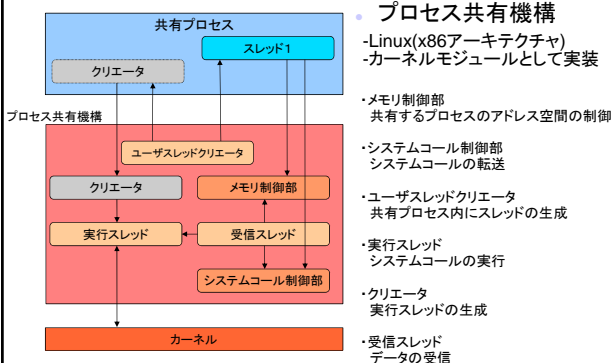 共有プロセス
スレッド1
クリエータ
プロセス共有機構
ユーザスレッドクリエータ
クリエータ
メモリ制御部
実行スレッド
受信スレッド
システムコール制御部
カーネル
• プロセス共有機構
-Linux(x86アーキテクチャ)
-カーネルモジュールとして実装
・メモリ制御部
共有するプロセスのアドレス空間の制御
・システムコール制御部
システムコールの転送
・ユーザスレッドクリエータ
共有プロセス内にスレッドの生成
・実行スレッド
システムコールの実行
・クリエータ
実行スレッドの生成
・受信スレッド
データの受信